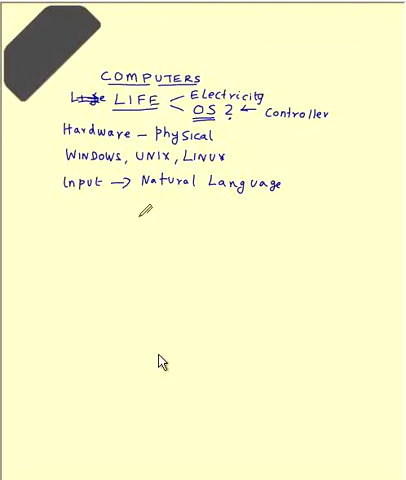 COMPUTERS
LIFE < Electricity
OS ? ← Controller
Hardware – Physical
WINDOWS, UNIX, LINUX
Input → Natural Language